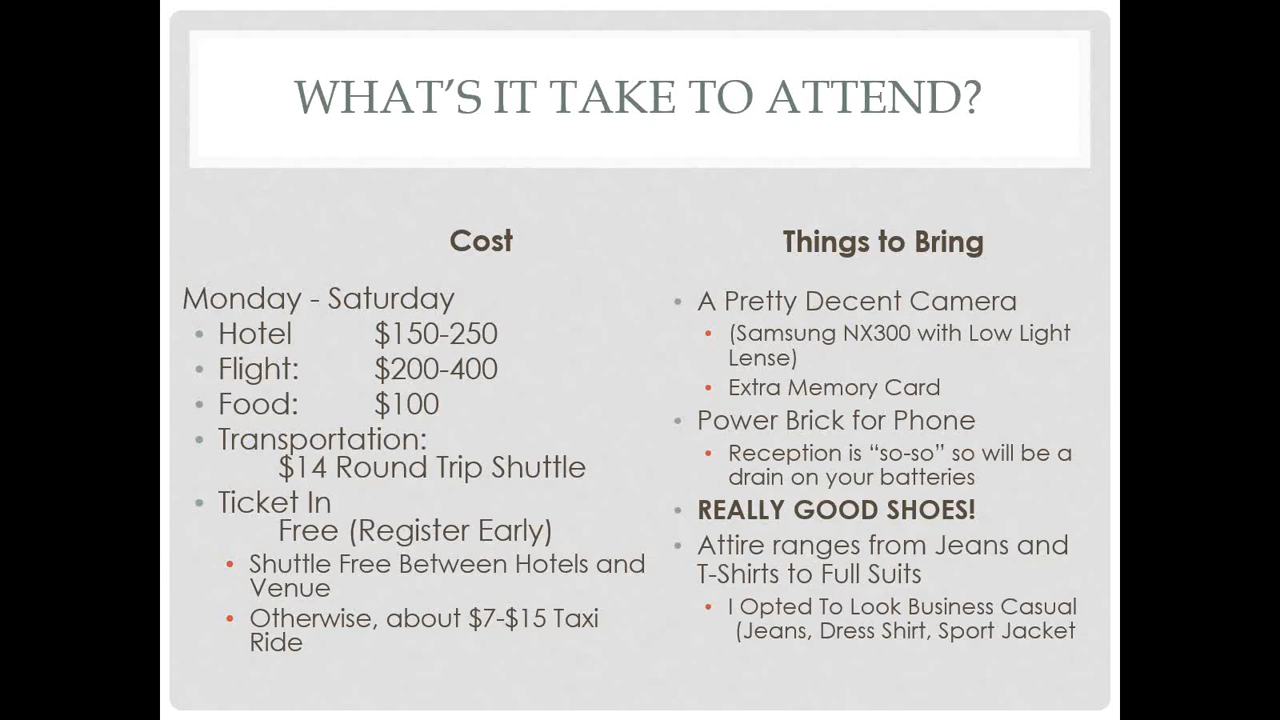 WHAT’S IT TAKE TO ATTEND?
Cost
Monday - Saturday
• Hotel $150-250
• Flight: $200-400
• Food: $100
• Transportation:
$14 Round Trip Shuttle
• Ticket In
Free (Register Early)
• Shuttle Free Between Hotels and
Venue
• Otherwise, about $7-$15 Taxi
Ride
Things to Bring
• A Pretty Decent Camera
• (Samsung NX300 with Low Light
Lense)
• Extra Memory Card
• Power Brick for Phone
• Reception is “so-so” so will be a
drain on your batteries
• REALLY GOOD SHOES!
• Attire ranges from Jeans and
T-Shirts to Full Suits
• I Opted To Look Business Casual
(Jeans, Dress Shirt, Sport Jacket